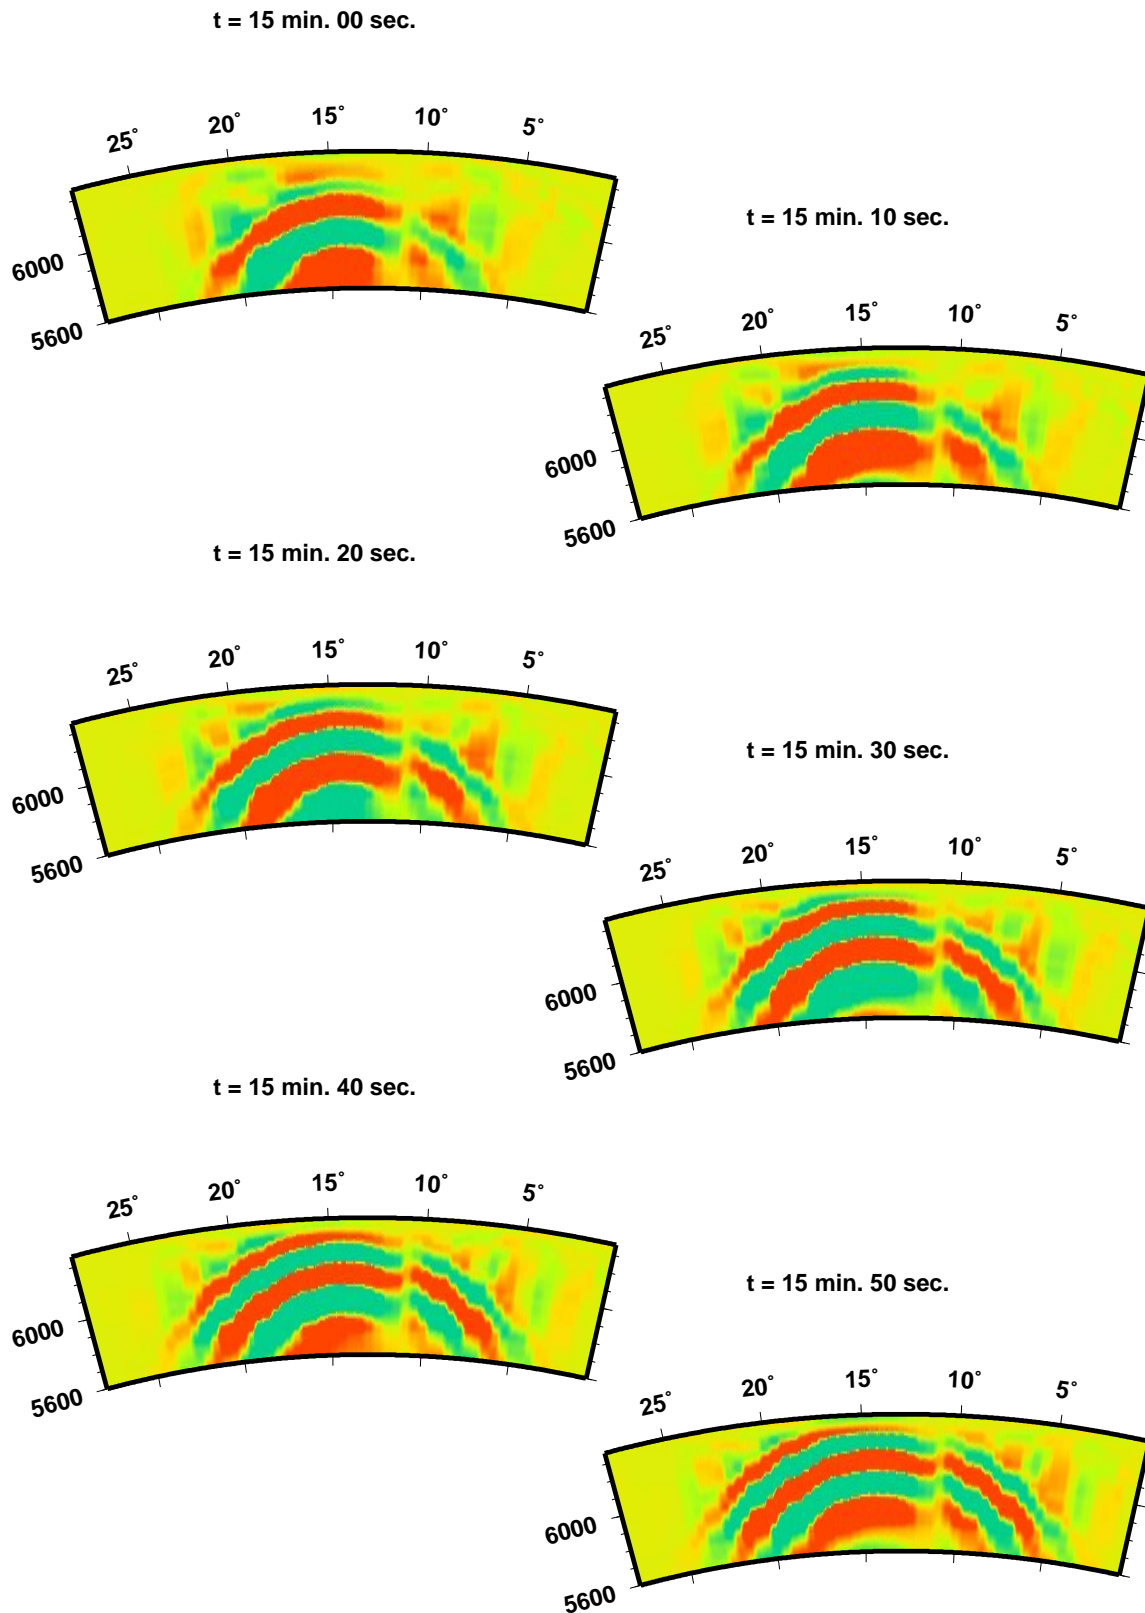 t = 15 min. 00 sec.
25° 20° 15° 10° 5°
6000
5600
t = 15 min. 10 sec.
25° 20° 15° 10° 5°
6000
5600
t = 15 min. 20 sec.
25° 20° 15° 10° 5°
6000
5600
t = 15 min. 30 sec.
25° 20° 15° 10° 5°
6000
5600
t = 15 min. 40 sec.
25° 20° 15° 10° 5°
6000
5600
t = 15 min. 50 sec.
25° 20° 15° 10° 5°
6000
5600